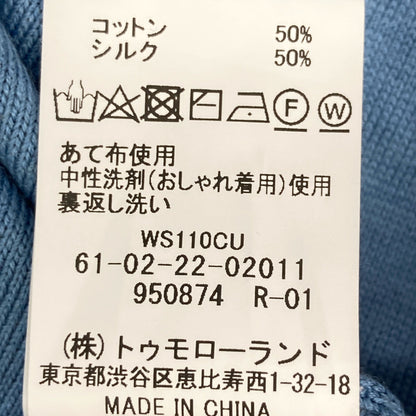 コットン 50%
シルク 50%
F W
あて布使用
中性洗剤(おしゃれ着用)使用
裏返し洗い
WS110CU
61-02-22-02011
950874 R-01
(株)トゥモローランド
東京都渋谷区恵比寿西1-32-18
MADE IN CHINA